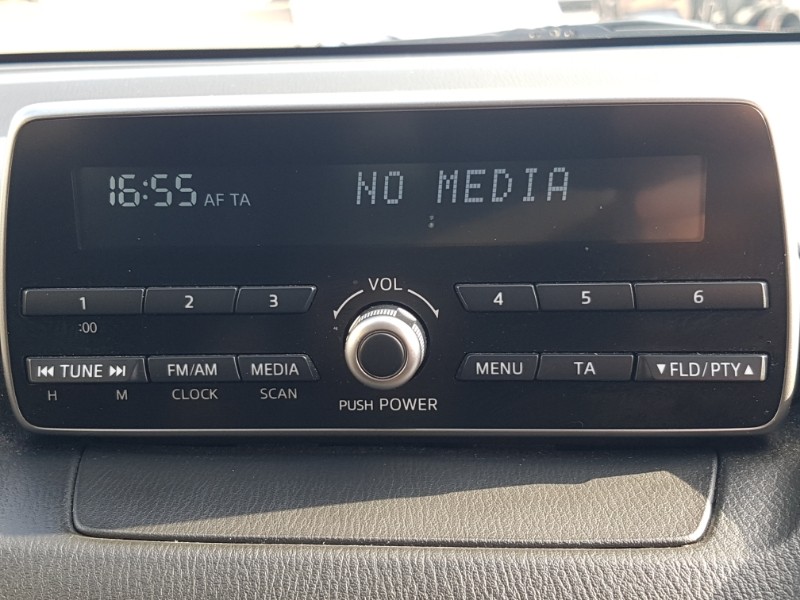 16:55 AF TA NO MEDIA
VOL
1 2 3 4 5 6
:00
⏮ TUNE ⏭ FM/AM MEDIA MENU TA ▼FLD/PTY▲
H M CLOCK SCAN
PUSH POWER